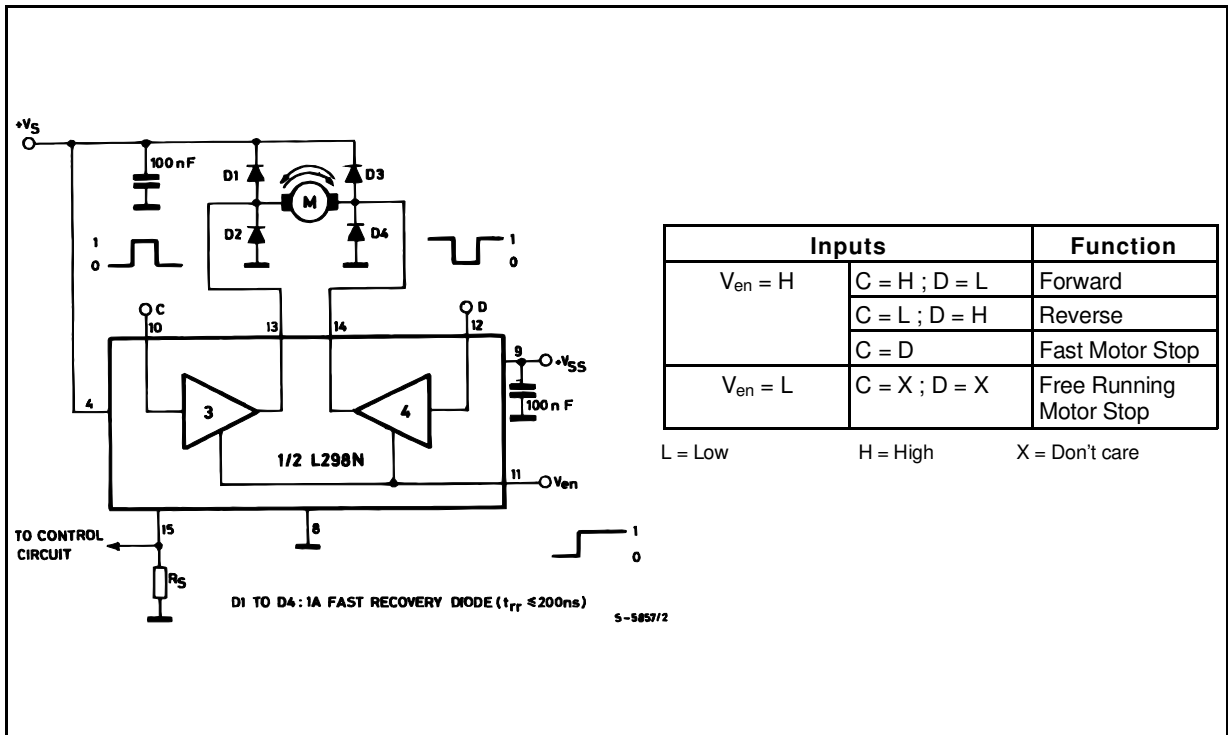 +VS
100nF
D1
D3
M
D2
D4
1
0
1
0
C
D
10
13
14
12
9
+VSS
4
3
4
100nF
1/2 L298N
11
Ven
15
8
TO CONTROL
CIRCUIT
1
0
RS
D1 TO D4 : 1A FAST RECOVERY DIODE (trr ≤200ns)
S-5857/2
Inputs Function
Ven = H C = H ; D = L Forward
C = L ; D = H Reverse
C = D Fast Motor Stop
Ven = L C = X ; D = X Free Running
Motor Stop
L = Low H = High X = Don't care